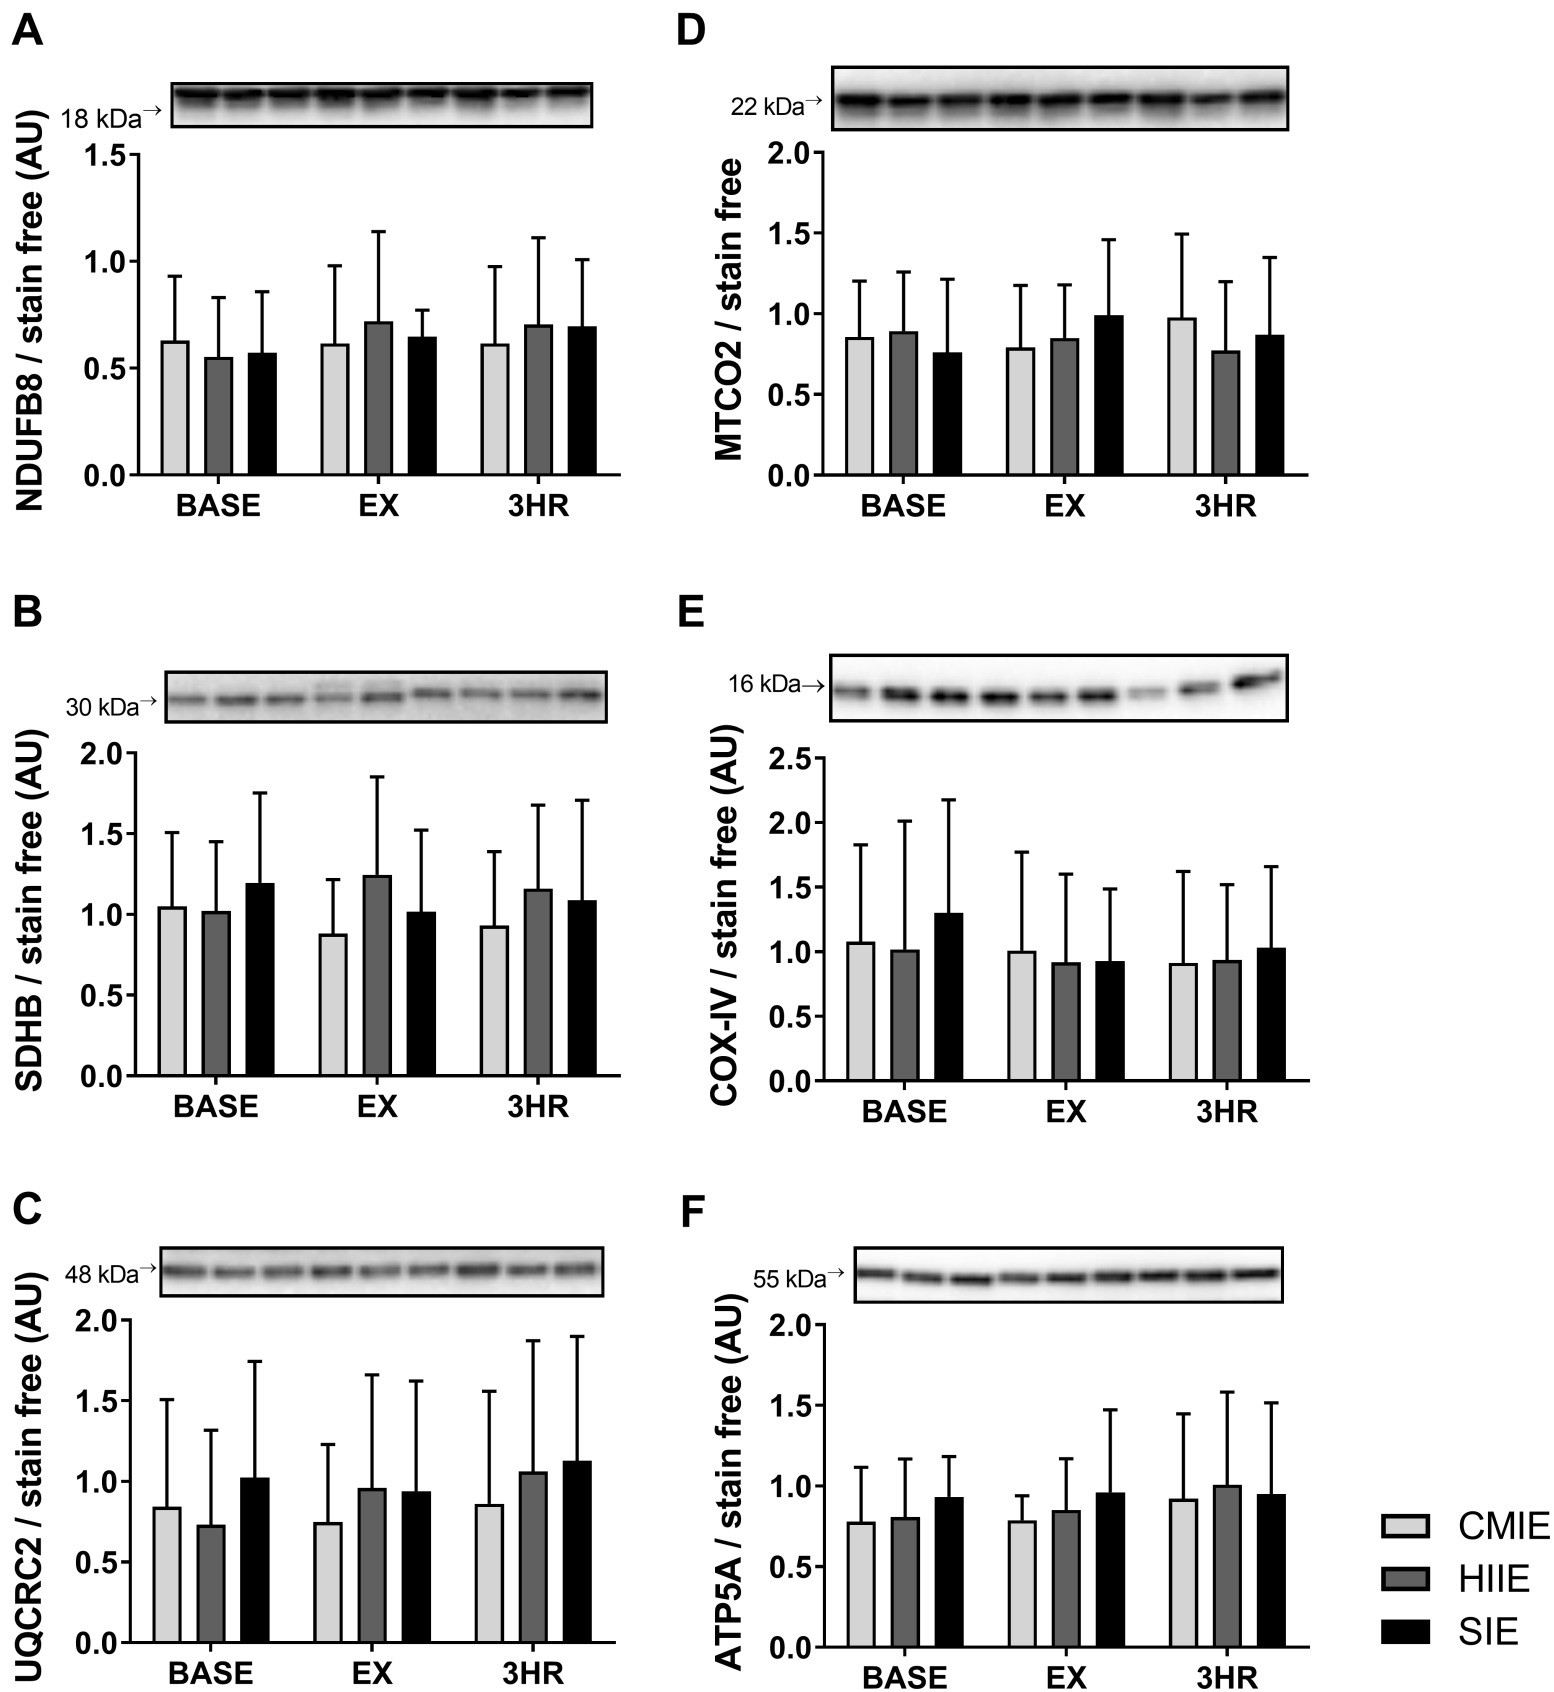 A
18 kDa→
NDUFB8 / stain free (AU)
1.5
1.0
0.5
0.0
BASE EX 3HR
D
22 kDa→
MTCO2 / stain free
2.0
1.5
1.0
0.5
0.0
BASE EX 3HR
B
30 kDa→
SDHB / stain free (AU)
2.0
1.5
1.0
0.5
0.0
BASE EX 3HR
E
16 kDa→
COX-IV / stain free (AU)
2.5
2.0
1.5
1.0
0.5
0.0
BASE EX 3HR
C
48 kDa→
UQCRC2 / stain free (AU)
2.0
1.5
1.0
0.5
0.0
BASE EX 3HR
F
55 kDa→
ATP5A / stain free (AU)
2.0
1.5
1.0
0.5
0.0
BASE EX 3HR
CMIE
HIIE
SIE